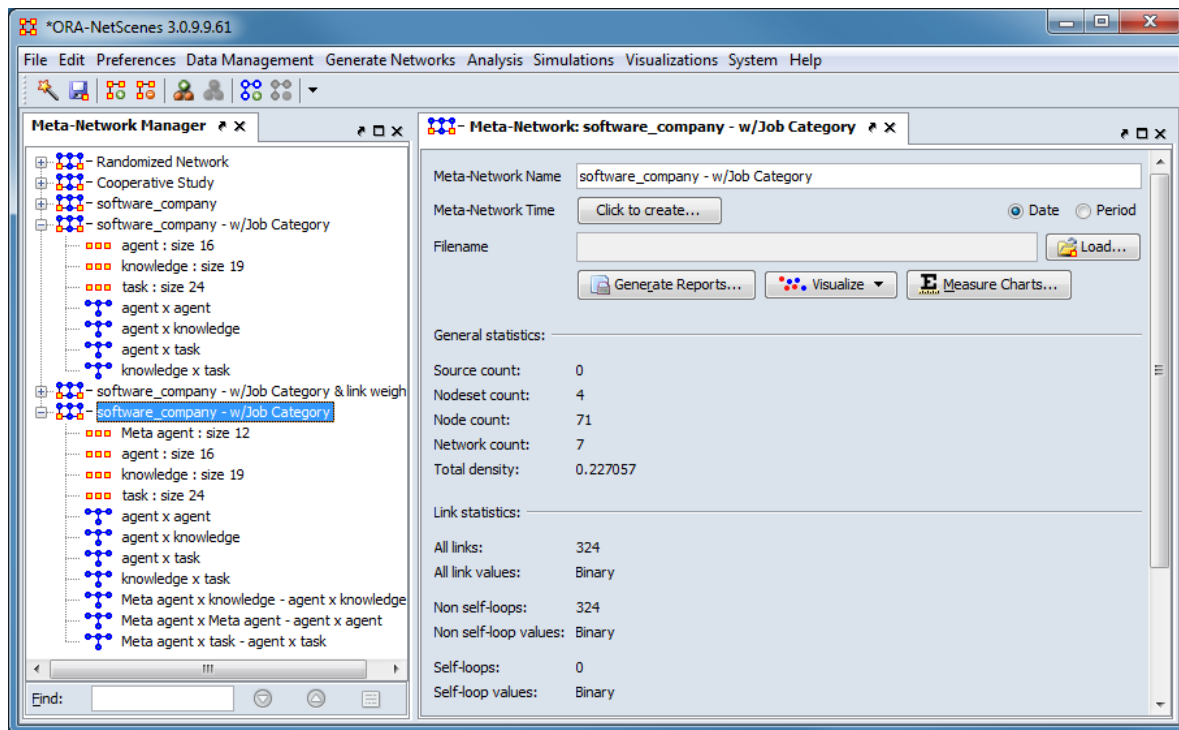 *ORA-NetScenes 3.0.9.9.61
File Edit Preferences Data Management Generate Networks Analysis Simulations Visualizations System Help
Meta-Network Manager
- Randomized Network
- Cooperative Study
- software_company
- software_company - w/Job Category
agent : size 16
knowledge : size 19
task : size 24
agent x agent
agent x knowledge
agent x task
knowledge x task
- software_company - w/Job Category & link weigh
- software_company - w/Job Category
Meta agent : size 12
agent : size 16
knowledge : size 19
task : size 24
agent x agent
agent x knowledge
agent x task
knowledge x task
Meta agent x knowledge - agent x knowledge
Meta agent x Meta agent - agent x agent
Meta agent x task - agent x task
Find:
- Meta-Network: software_company - w/Job Category
Meta-Network Name software_company - w/Job Category
Meta-Network Time Click to create... Date Period
Filename Load...
Generate Reports... Visualize Measure Charts...
General statistics:
Source count: 0
Nodeset count: 4
Node count: 71
Network count: 7
Total density: 0.227057
Link statistics:
All links: 324
All link values: Binary
Non self-loops: 324
Non self-loop values: Binary
Self-loops: 0
Self-loop values: Binary